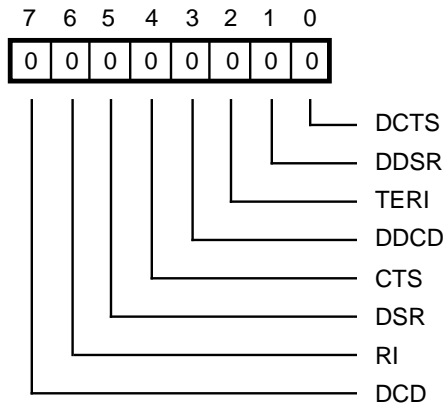 7 6 5 4 3 2 1 0
0 0 0 0 0 0 0 0
DCTS
DDSR
TERI
DDCD
CTS
DSR
RI
DCD